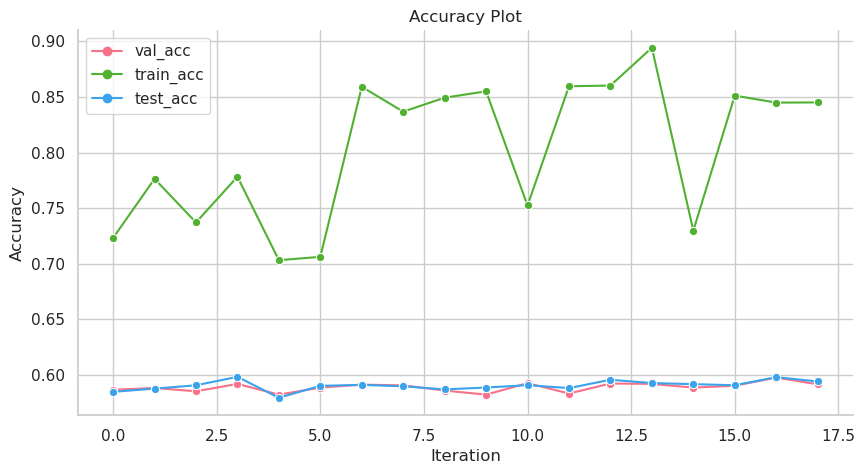 Accuracy Plot
val_acc
train_acc
test_acc
Accuracy
0.90
0.85
0.80
0.75
0.70
0.65
0.60
0.0 2.5 5.0 7.5 10.0 12.5 15.0 17.5
Iteration